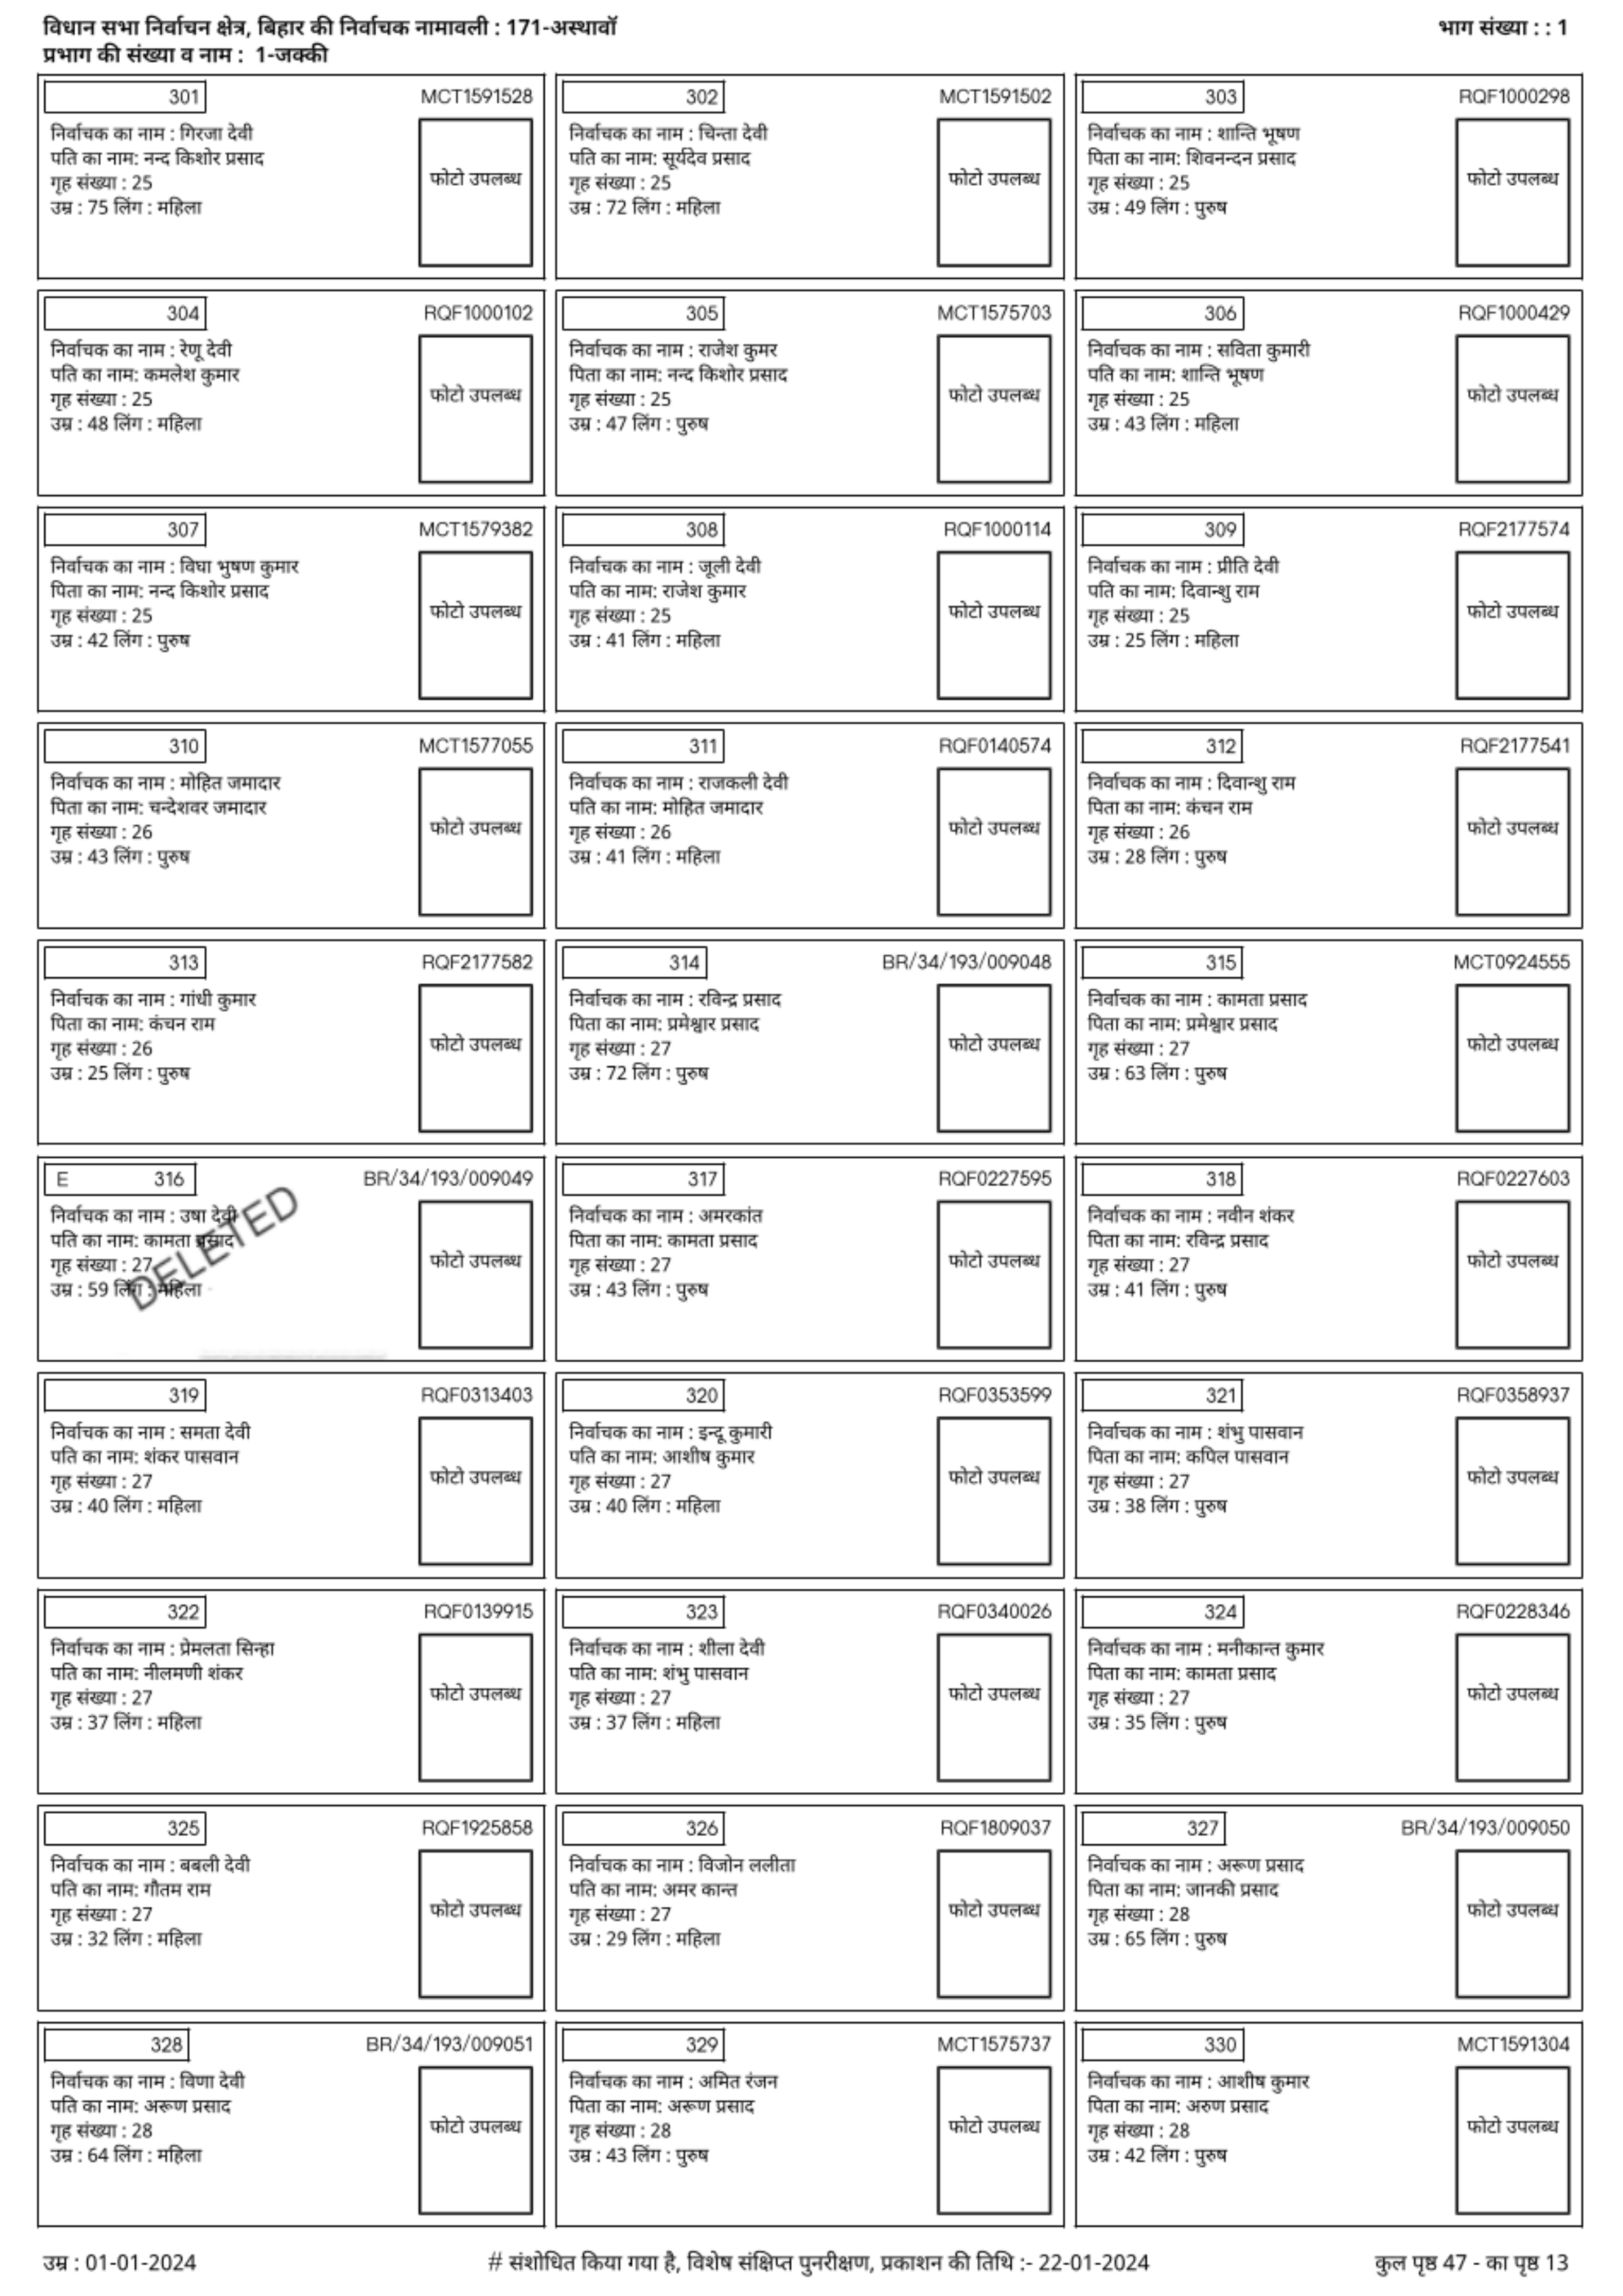 विधान सभा निर्वाचन क्षेत्र, बिहार की निर्वाचक नामावली : 171-अस्थावॉ
भाग संख्या : : 1
प्रभाग की संख्या व नाम : 1-जक्की
301
MCT1591528
निर्वाचक का नाम : गिरजा देवी
पति का नाम: नन्द किशोर प्रसाद
गृह संख्या : 25
उम्र : 75 लिंग : महिला
फोटो उपलब्ध
302
MCT1591502
निर्वाचक का नाम : चिन्ता देवी
पति का नाम: सूर्यदेव प्रसाद
गृह संख्या : 25
उम्र : 72 लिंग : महिला
फोटो उपलब्ध
303
RQF1000298
निर्वाचक का नाम : शान्ति भूषण
पिता का नाम: शिवनन्दन प्रसाद
गृह संख्या : 25
उम्र : 49 लिंग : पुरुष
फोटो उपलब्ध
304
RQF1000102
निर्वाचक का नाम : रेणू देवी
पति का नाम: कमलेश कुमार
गृह संख्या : 25
उम्र : 48 लिंग : महिला
फोटो उपलब्ध
305
MCT1575703
निर्वाचक का नाम : राजेश कुमर
पिता का नाम: नन्द किशोर प्रसाद
गृह संख्या : 25
उम्र : 47 लिंग : पुरुष
फोटो उपलब्ध
306
RQF1000429
निर्वाचक का नाम : सविता कुमारी
पति का नाम: शान्ति भूषण
गृह संख्या : 25
उम्र : 43 लिंग : महिला
फोटो उपलब्ध
307
MCT1579382
निर्वाचक का नाम : विघा भुषण कुमार
पिता का नाम: नन्द किशोर प्रसाद
गृह संख्या : 25
उम्र : 42 लिंग : पुरुष
फोटो उपलब्ध
308
RQF1000114
निर्वाचक का नाम : जूली देवी
पति का नाम: राजेश कुमार
गृह संख्या : 25
उम्र : 41 लिंग : महिला
फोटो उपलब्ध
309
RQF2177574
निर्वाचक का नाम : प्रीति देवी
पति का नाम: दिवान्शु राम
गृह संख्या : 25
उम्र : 25 लिंग : महिला
फोटो उपलब्ध
310
MCT1577055
निर्वाचक का नाम : मोहित जमादार
पिता का नाम: चन्देशवर जमादार
गृह संख्या : 26
उम्र : 43 लिंग : पुरुष
फोटो उपलब्ध
311
RQF0140574
निर्वाचक का नाम : राजकली देवी
पति का नाम: मोहित जमादार
गृह संख्या : 26
उम्र : 41 लिंग : महिला
फोटो उपलब्ध
312
RQF2177541
निर्वाचक का नाम : दिवान्शु राम
पिता का नाम: कंचन राम
गृह संख्या : 26
उम्र : 28 लिंग : पुरुष
फोटो उपलब्ध
313
RQF2177582
निर्वाचक का नाम : गांधी कुमार
पिता का नाम: कंचन राम
गृह संख्या : 26
उम्र : 25 लिंग : पुरुष
फोटो उपलब्ध
314
BR/34/193/009048
निर्वाचक का नाम : रविन्द्र प्रसाद
पिता का नाम: प्रमेश्वार प्रसाद
गृह संख्या : 27
उम्र : 72 लिंग : पुरुष
फोटो उपलब्ध
315
MCT0924555
निर्वाचक का नाम : कामता प्रसाद
पिता का नाम: प्रमेश्वार प्रसाद
गृह संख्या : 27
उम्र : 63 लिंग : पुरुष
फोटो उपलब्ध
E 316
BR/34/193/009049
निर्वाचक का नाम : उषा देवी
पति का नाम: कामता प्रसाद
गृह संख्या : 27
उम्र : 59 लिंग : महिला
DELETED
फोटो उपलब्ध
317
RQF0227595
निर्वाचक का नाम : अमरकांत
पिता का नाम: कामता प्रसाद
गृह संख्या : 27
उम्र : 43 लिंग : पुरुष
फोटो उपलब्ध
318
RQF0227603
निर्वाचक का नाम : नवीन शंकर
पिता का नाम: रविन्द्र प्रसाद
गृह संख्या : 27
उम्र : 41 लिंग : पुरुष
फोटो उपलब्ध
319
RQF0313403
निर्वाचक का नाम : समता देवी
पति का नाम: शंकर पासवान
गृह संख्या : 27
उम्र : 40 लिंग : महिला
फोटो उपलब्ध
320
RQF0353599
निर्वाचक का नाम : इन्दू कुमारी
पति का नाम: आशीष कुमार
गृह संख्या : 27
उम्र : 40 लिंग : महिला
फोटो उपलब्ध
321
RQF0358937
निर्वाचक का नाम : शंभु पासवान
पिता का नाम: कपिल पासवान
गृह संख्या : 27
उम्र : 38 लिंग : पुरुष
फोटो उपलब्ध
322
RQF0139915
निर्वाचक का नाम : प्रेमलता सिन्हा
पति का नाम: नीलमणी शंकर
गृह संख्या : 27
उम्र : 37 लिंग : महिला
फोटो उपलब्ध
323
RQF0340026
निर्वाचक का नाम : शीला देवी
पति का नाम: शंभु पासवान
गृह संख्या : 27
उम्र : 37 लिंग : महिला
फोटो उपलब्ध
324
RQF0228346
निर्वाचक का नाम : मनीकान्त कुमार
पिता का नाम: कामता प्रसाद
गृह संख्या : 27
उम्र : 35 लिंग : पुरुष
फोटो उपलब्ध
325
RQF1925858
निर्वाचक का नाम : बबली देवी
पति का नाम: गौतम राम
गृह संख्या : 27
उम्र : 32 लिंग : महिला
फोटो उपलब्ध
326
RQF1809037
निर्वाचक का नाम : विजोन ललीता
पति का नाम: अमर कान्त
गृह संख्या : 27
उम्र : 29 लिंग : महिला
फोटो उपलब्ध
327
BR/34/193/009050
निर्वाचक का नाम : अरूण प्रसाद
पिता का नाम: जानकी प्रसाद
गृह संख्या : 28
उम्र : 65 लिंग : पुरुष
फोटो उपलब्ध
328
BR/34/193/009051
निर्वाचक का नाम : विणा देवी
पति का नाम: अरूण प्रसाद
गृह संख्या : 28
उम्र : 64 लिंग : महिला
फोटो उपलब्ध
329
MCT1575737
निर्वाचक का नाम : अमित रंजन
पिता का नाम: अरूण प्रसाद
गृह संख्या : 28
उम्र : 43 लिंग : पुरुष
फोटो उपलब्ध
330
MCT1591304
निर्वाचक का नाम : आशीष कुमार
पिता का नाम: अरुण प्रसाद
गृह संख्या : 28
उम्र : 42 लिंग : पुरुष
फोटो उपलब्ध
उम्र : 01-01-2024
# संशोधित किया गया है, विशेष संक्षिप्त पुनरीक्षण, प्रकाशन की तिथि :- 22-01-2024
कुल पृष्ठ 47 - का पृष्ठ 13